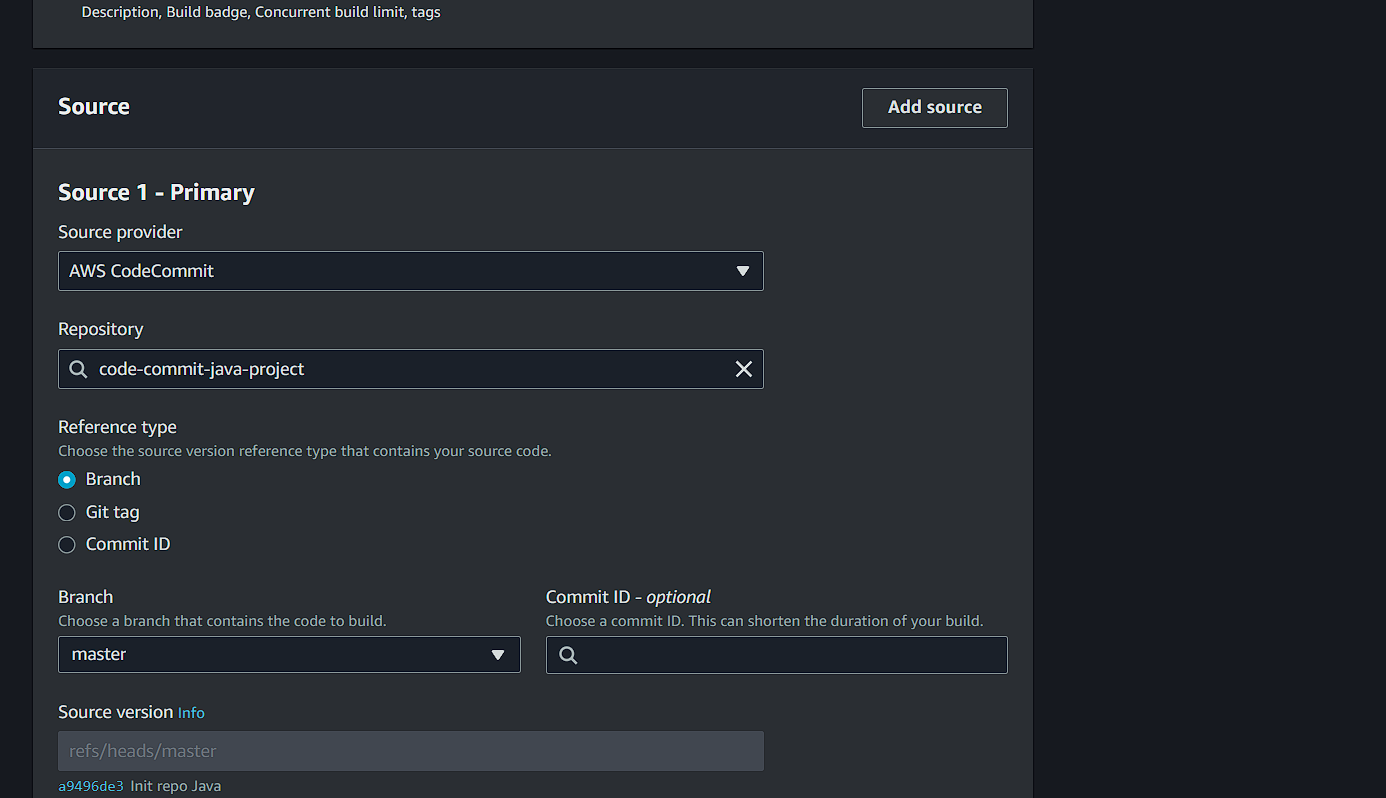 Description, Build badge, Concurrent build limit, tags
Source
Add source
Source 1 - Primary
Source provider
AWS CodeCommit
Repository
code-commit-java-project
Reference type
Choose the source version reference type that contains your source code.
Branch
Git tag
Commit ID
Branch
Choose a branch that contains the code to build.
master
Commit ID - optional
Choose a commit ID. This can shorten the duration of your build.
Source version Info
refs/heads/master
a9496de3 Init repo Java